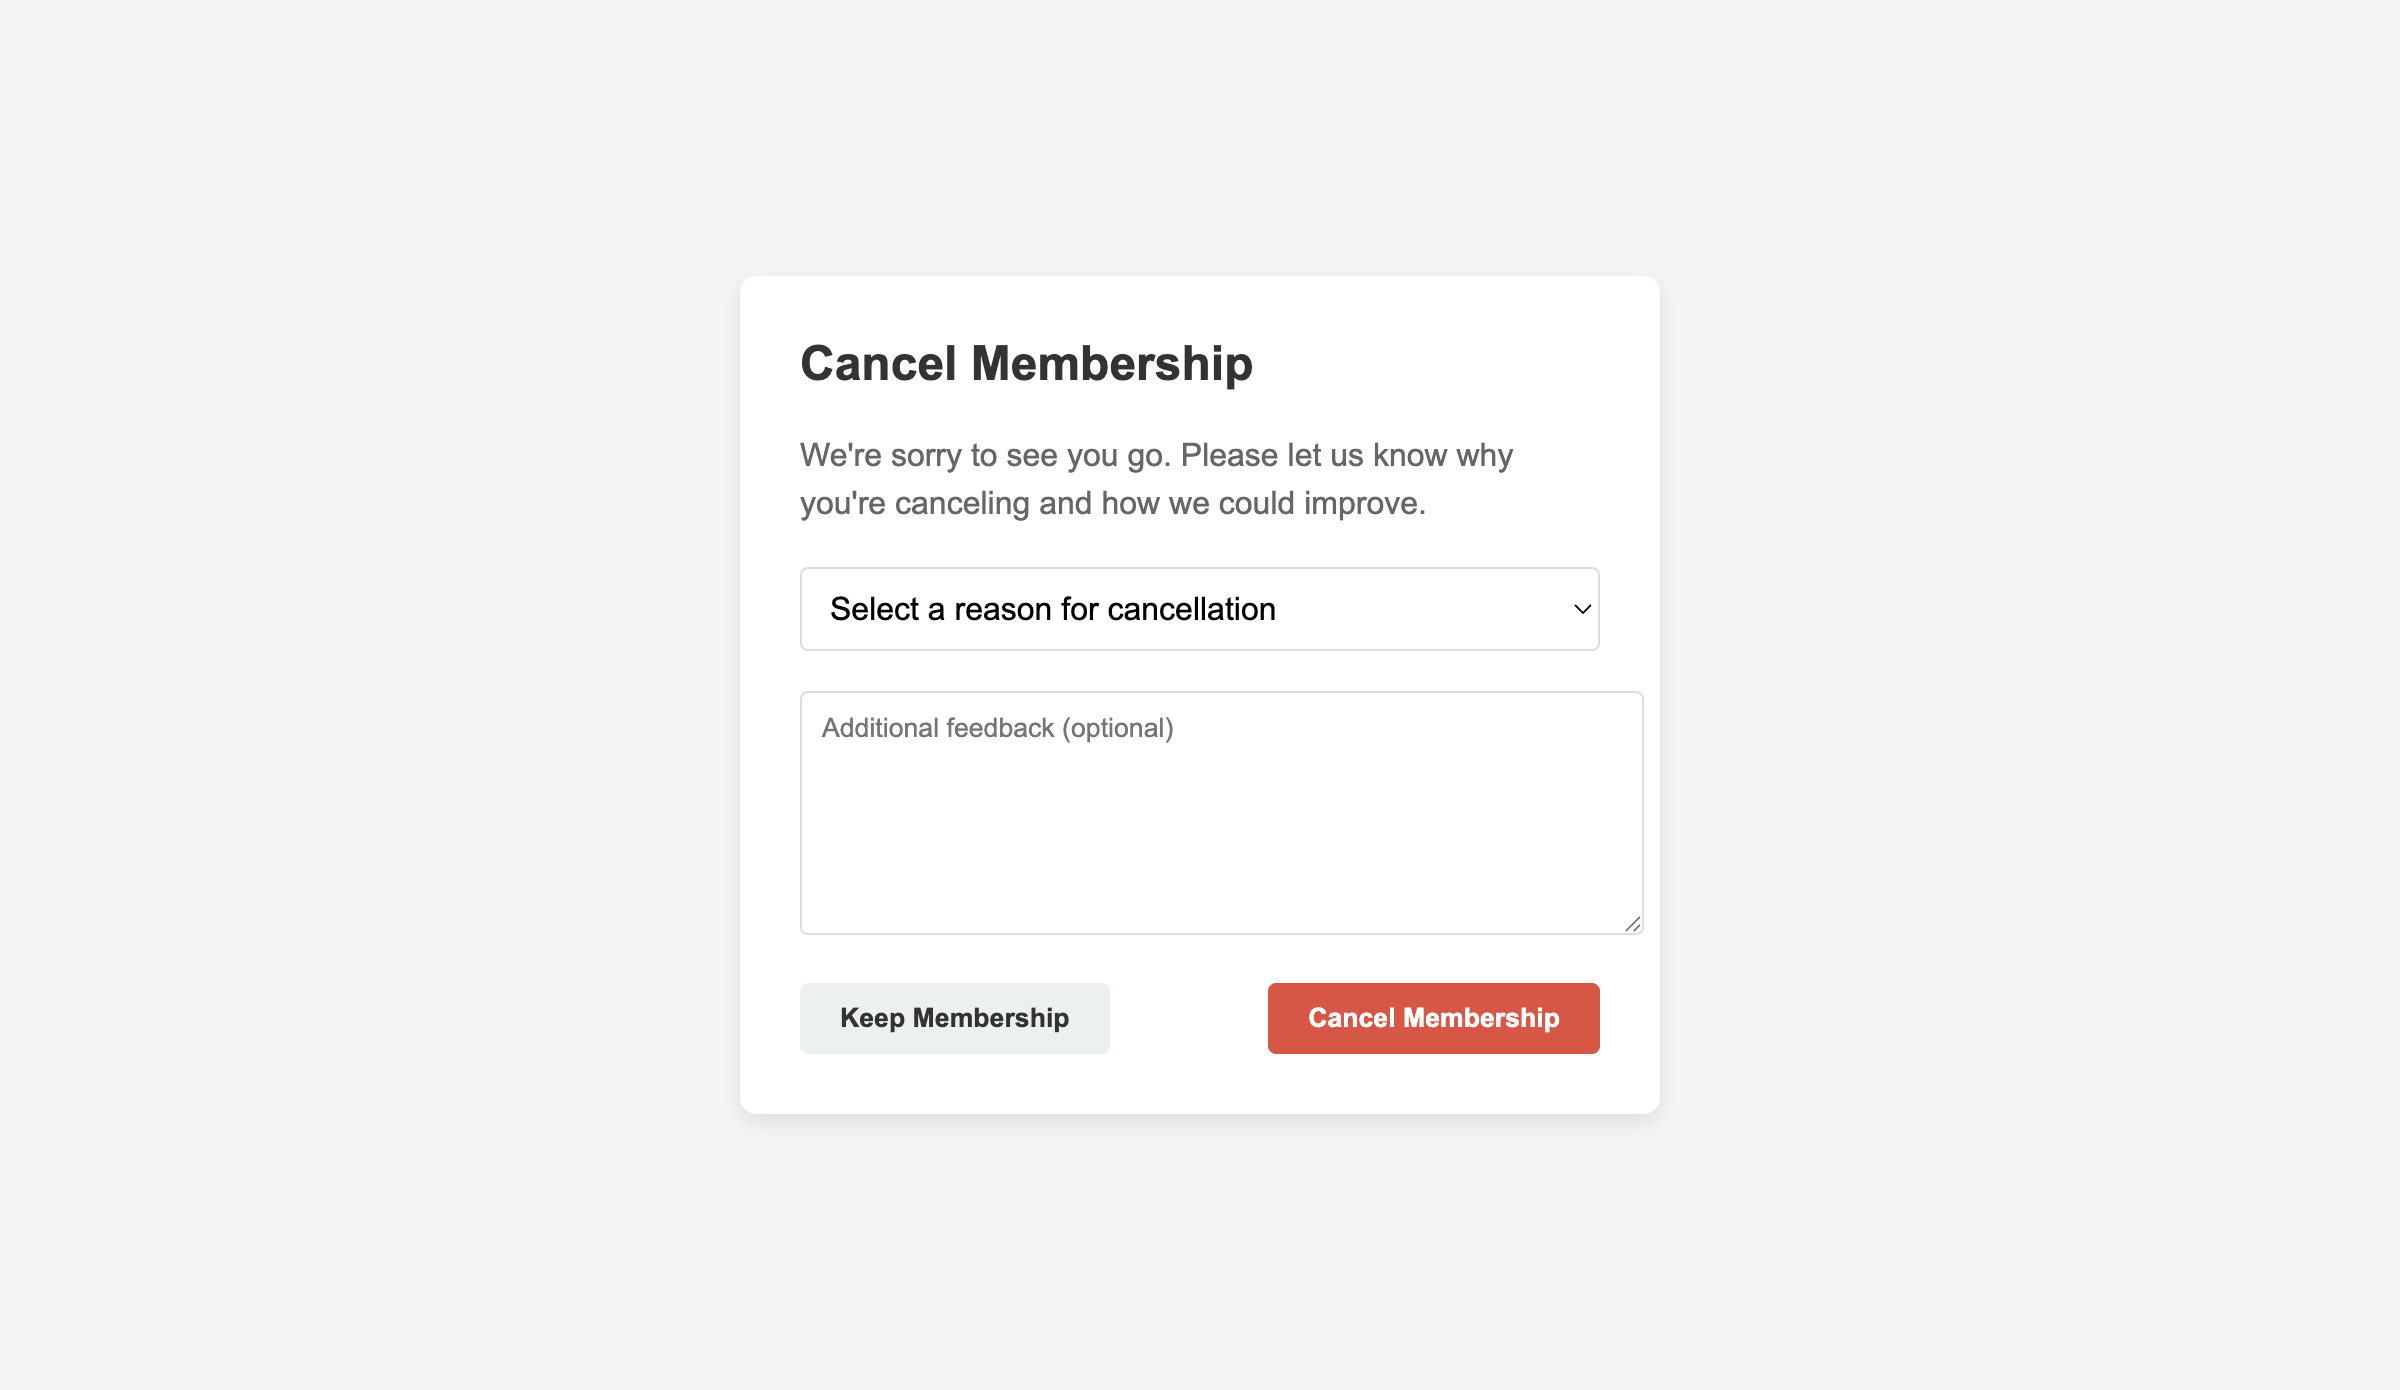 Cancel Membership
We're sorry to see you go. Please let us know why
you're canceling and how we could improve.
Select a reason for cancellation
Additional feedback (optional)
Keep Membership
Cancel Membership